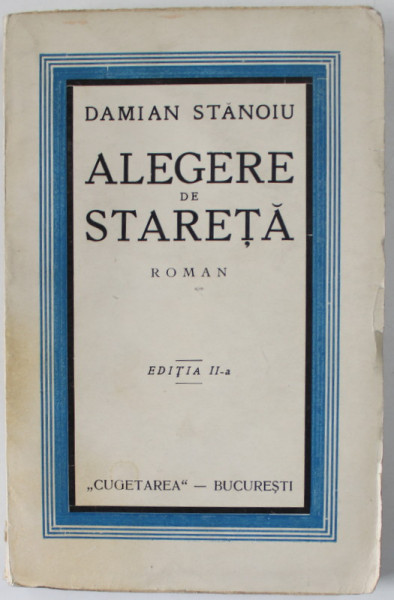 DAMIAN STĂNOIU
ALEGERE
DE
STAREȚĂ
ROMAN
EDIȚIA II-a
„CUGETAREA“ — BUCUREȘTI